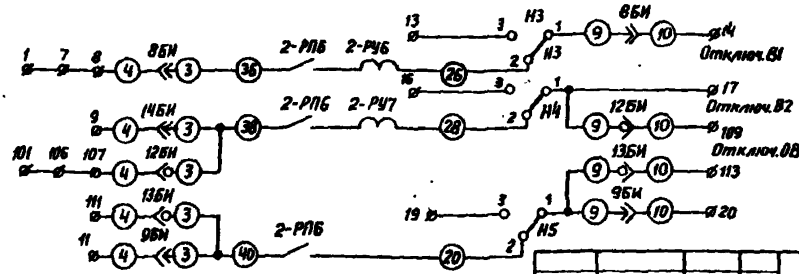 13 3 Н3 1 9 8БИ 10 14
1 7 8 4 8БИ 3 36 2-РП6 2-РУ6 26 2 Н3 Отключ.В1
16 3 1 17
9 4 14БИ 3 38 2-РП6 2-РУ7 28 2 Н4 9 12БИ 10 Отключ.В2
109
101 106 107 4 12БИ 3 Отключ.ОВ
9 13БИ 10 113
111 4 13БИ 3 19 3 1 9 9БИ 10 20
11 4 9БИ 3 40 2-РП6 20 2 Н5